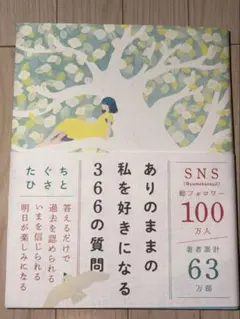 ありのままの
私を好きになる
366の質問
たぐち
ひさと
答えるだけで
過去を認められる
いまを信じられる
明日が楽しみになる
SNS
総フォロワー
100
万人
著者累計
63
万部